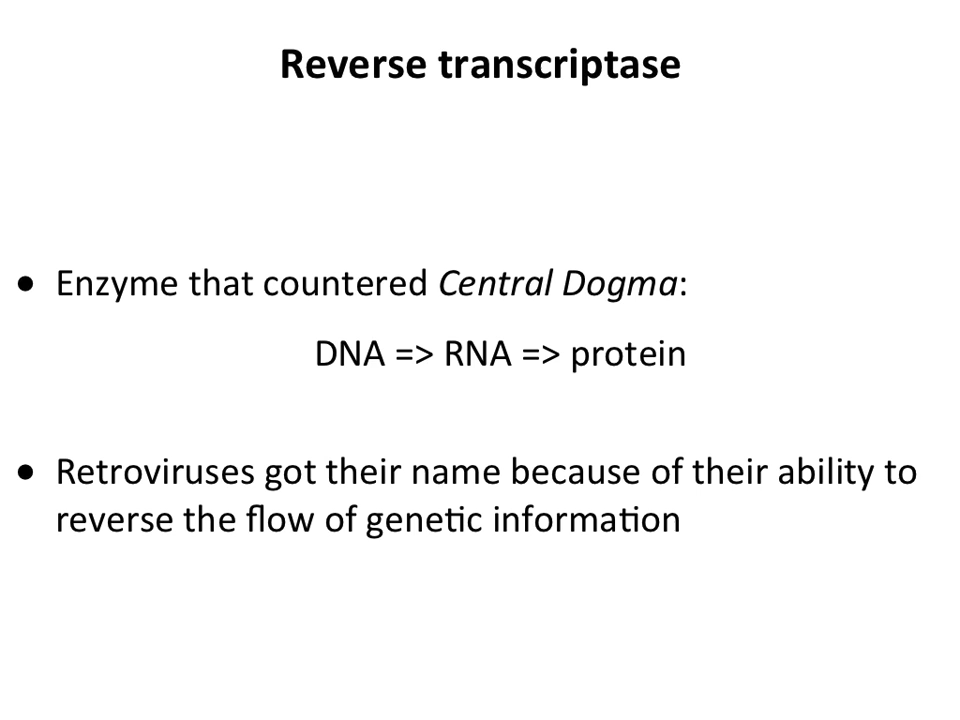 Reverse transcriptase
• Enzyme that countered Central Dogma:
DNA => RNA => protein
• Retroviruses got their name because of their ability to
reverse the flow of genetic information